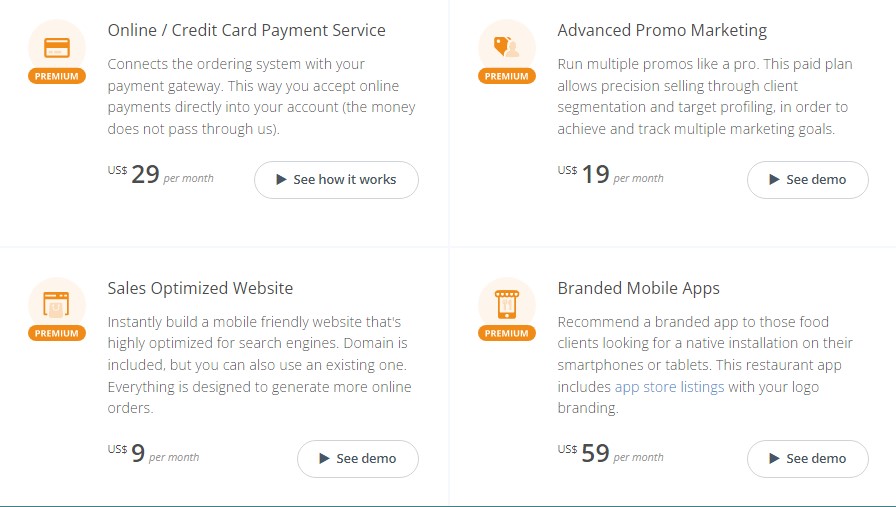 Online / Credit Card Payment Service
PREMIUM
Connects the ordering system with your
payment gateway. This way you accept online
payments directly into your account (the money
does not pass through us).
US$ 29 per month
See how it works
Advanced Promo Marketing
PREMIUM
Run multiple promos like a pro. This paid plan
allows precision selling through client
segmentation and target profiling, in order to
achieve and track multiple marketing goals.
US$ 19 per month
See demo
Sales Optimized Website
PREMIUM
Instantly build a mobile friendly website that's
highly optimized for search engines. Domain is
included, but you can also use an existing one.
Everything is designed to generate more online
orders.
US$ 9 per month
See demo
Branded Mobile Apps
PREMIUM
Recommend a branded app to those food
clients looking for a native installation on their
smartphones or tablets. This restaurant app
includes app store listings with your logo
branding.
US$ 59 per month
See demo